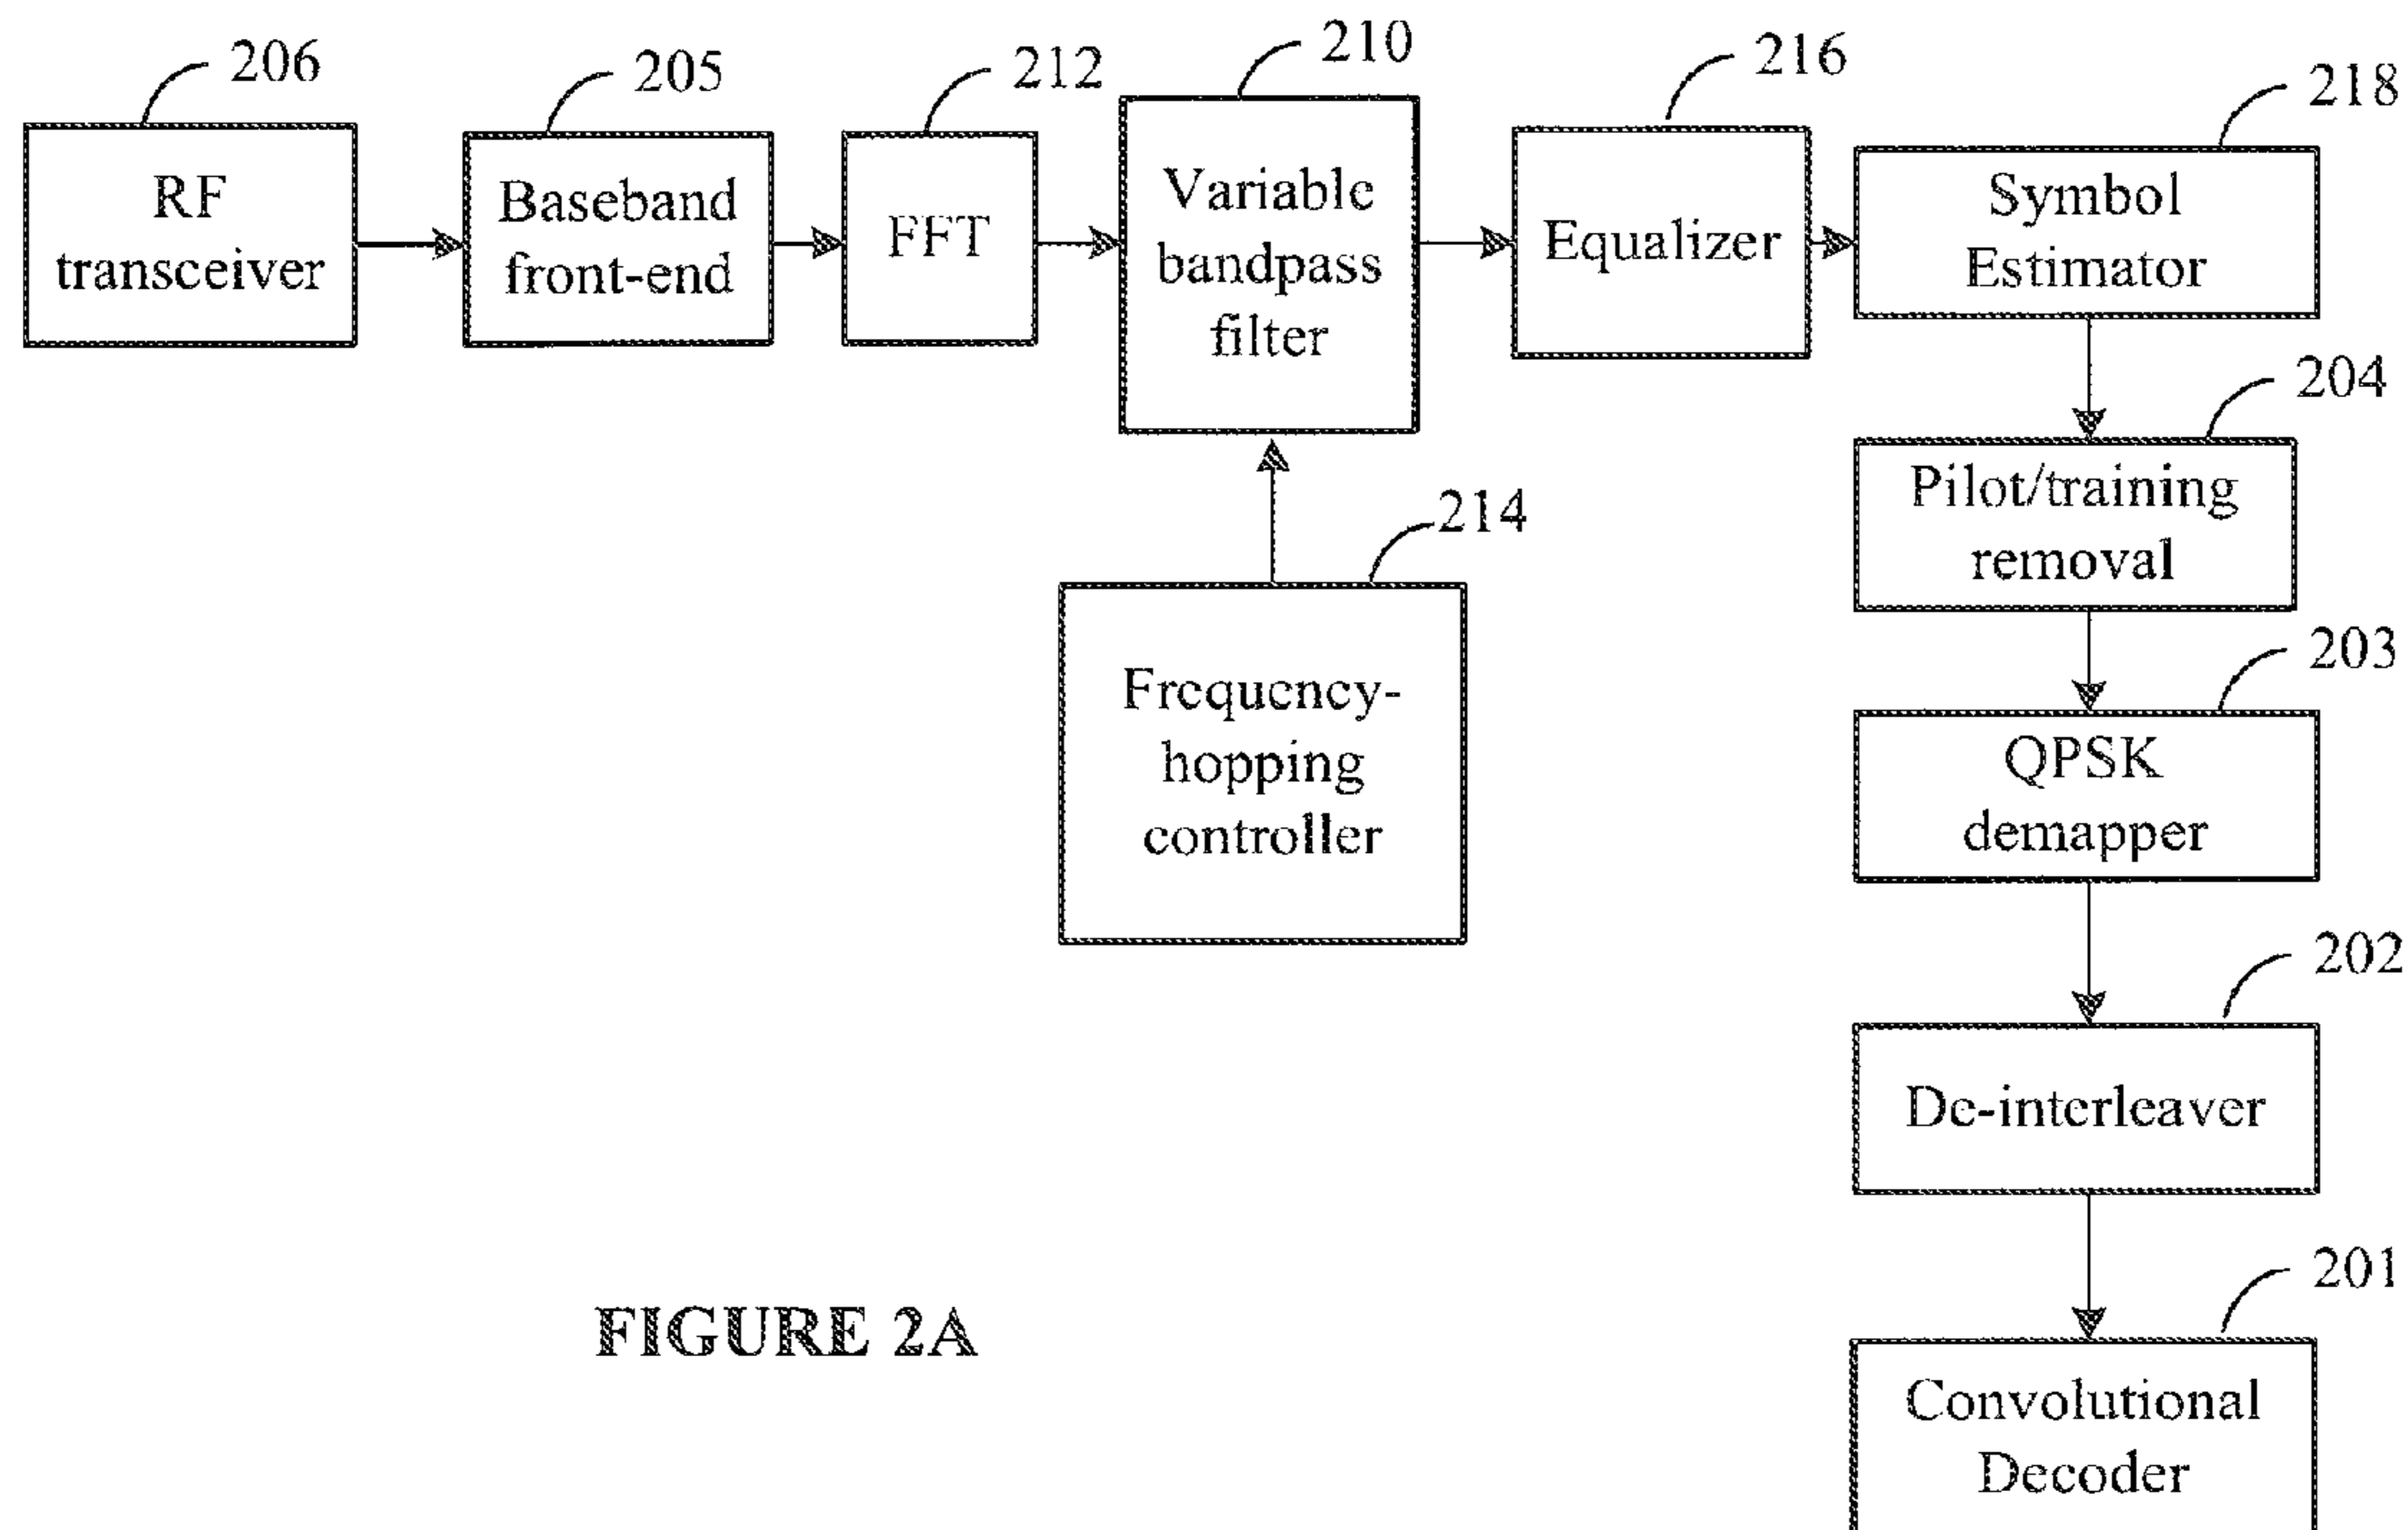 206
205
212
210
216
218
RF
transceiver
Baseband
front-end
FFT
Variable
bandpass
filter
Equalizer
Symbol
Estimator
204
Pilot/training
removal
214
Frequency-
hopping
controller
203
QPSK
demapper
202
De-interleaver
201
Convolutional
Decoder
FIGURE 2A